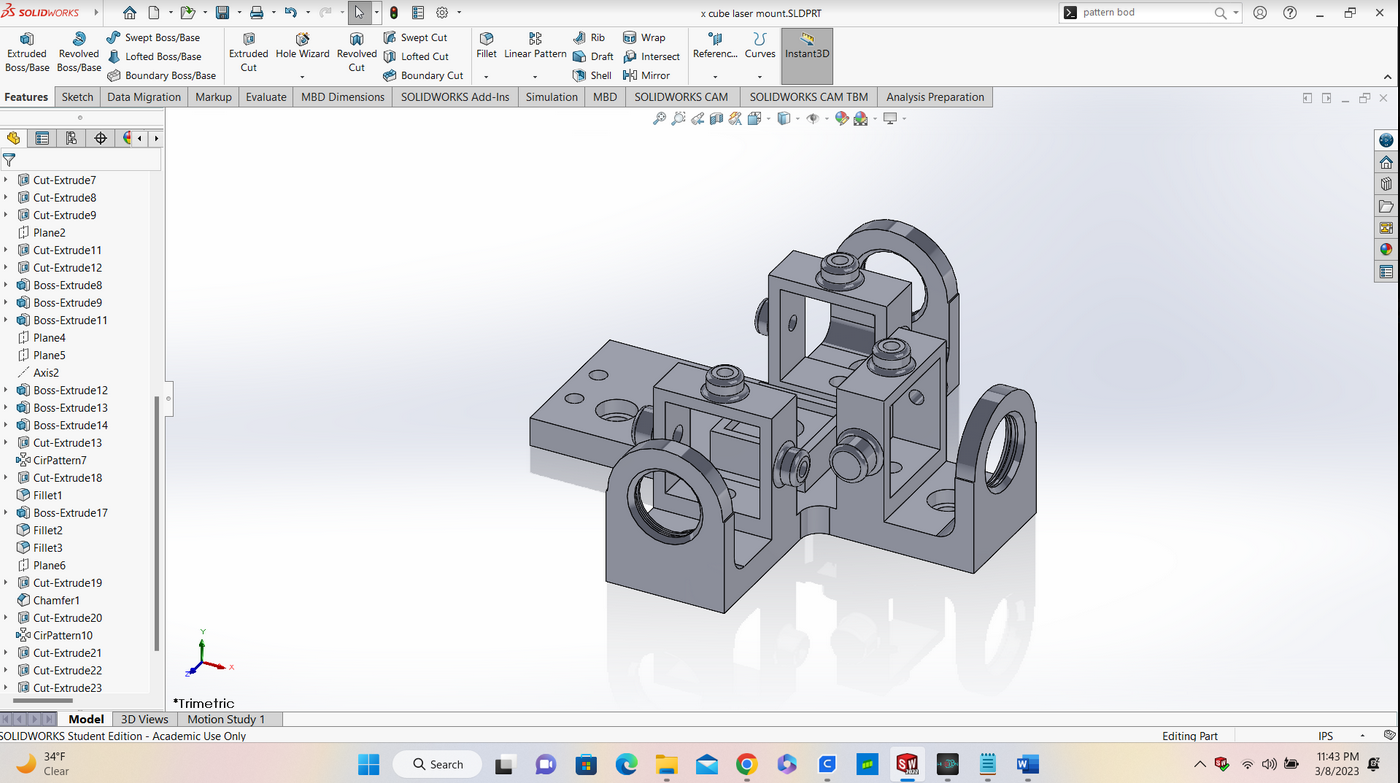 SOLIDWORKS
x cube laser mount.SLDPRT
pattern bod
Extruded Boss/Base
Revolved Boss/Base
Swept Boss/Base
Lofted Boss/Base
Boundary Boss/Base
Extruded Cut
Hole Wizard
Revolved Cut
Swept Cut
Lofted Cut
Boundary Cut
Fillet
Linear Pattern
Rib
Draft
Shell
Wrap
Intersect
Mirror
Referenc...
Curves
Instant3D
Features
Sketch
Data Migration
Markup
Evaluate
MBD Dimensions
SOLIDWORKS Add-Ins
Simulation
MBD
SOLIDWORKS CAM
SOLIDWORKS CAM TBM
Analysis Preparation
Cut-Extrude7
Cut-Extrude8
Cut-Extrude9
Plane2
Cut-Extrude11
Cut-Extrude12
Boss-Extrude8
Boss-Extrude9
Boss-Extrude11
Plane4
Plane5
Axis2
Boss-Extrude12
Boss-Extrude13
Boss-Extrude14
Cut-Extrude13
CirPattern7
Cut-Extrude18
Fillet1
Boss-Extrude17
Fillet2
Fillet3
Plane6
Cut-Extrude19
Chamfer1
Cut-Extrude20
CirPattern10
Cut-Extrude21
Cut-Extrude22
Cut-Extrude23
Y
X
Z
*Trimetric
Model
3D Views
Motion Study 1
SOLIDWORKS Student Edition - Academic Use Only
Editing Part
IPS
34°F
Clear
Search
11:43 PM
3/8/2023